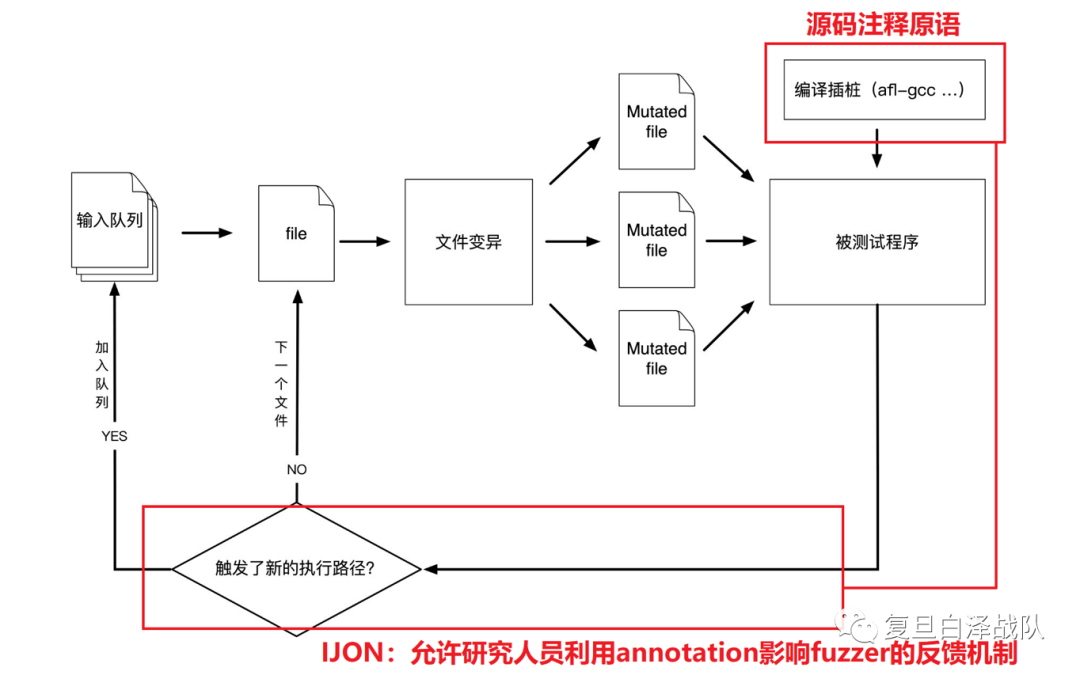 源码注释原语
编译插桩（afl-gcc ...）
Mutated
file
输入队列
file
文件变异
Mutated
file
被测试程序
Mutated
file
加入队列
下一个文件
YES
NO
触发了新的执行路径?
复旦白泽战队
IJON：允许研究人员利用annotation影响fuzzer的反馈机制